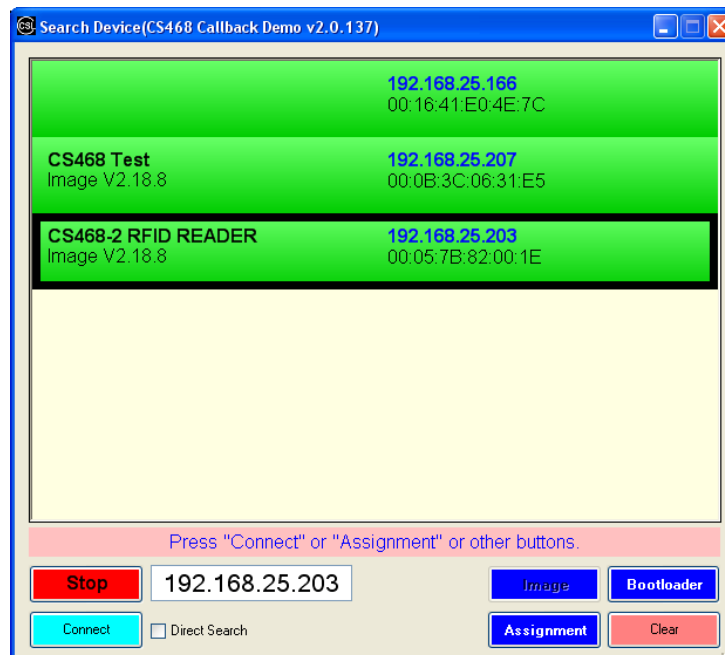 CSL Search Device(CS468 Callback Demo v2.0.137)
192.168.25.166
00:16:41:E0:4E:7C
CS468 Test 192.168.25.207
Image V2.18.8 00:0B:3C:06:31:E5
CS468-2 RFID READER 192.168.25.203
Image V2.18.8 00:05:7B:82:00:1E
Press "Connect" or "Assignment" or other buttons.
Stop 192.168.25.203 Image Bootloader
Connect Direct Search Assignment Clear